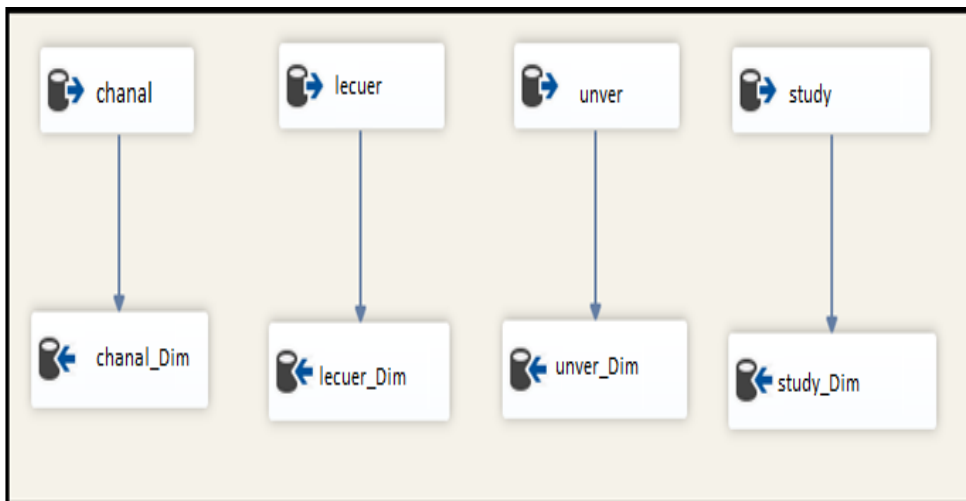 chanal
lecuer
unver
study
chanal_Dim
lecuer_Dim
unver_Dim
study_Dim